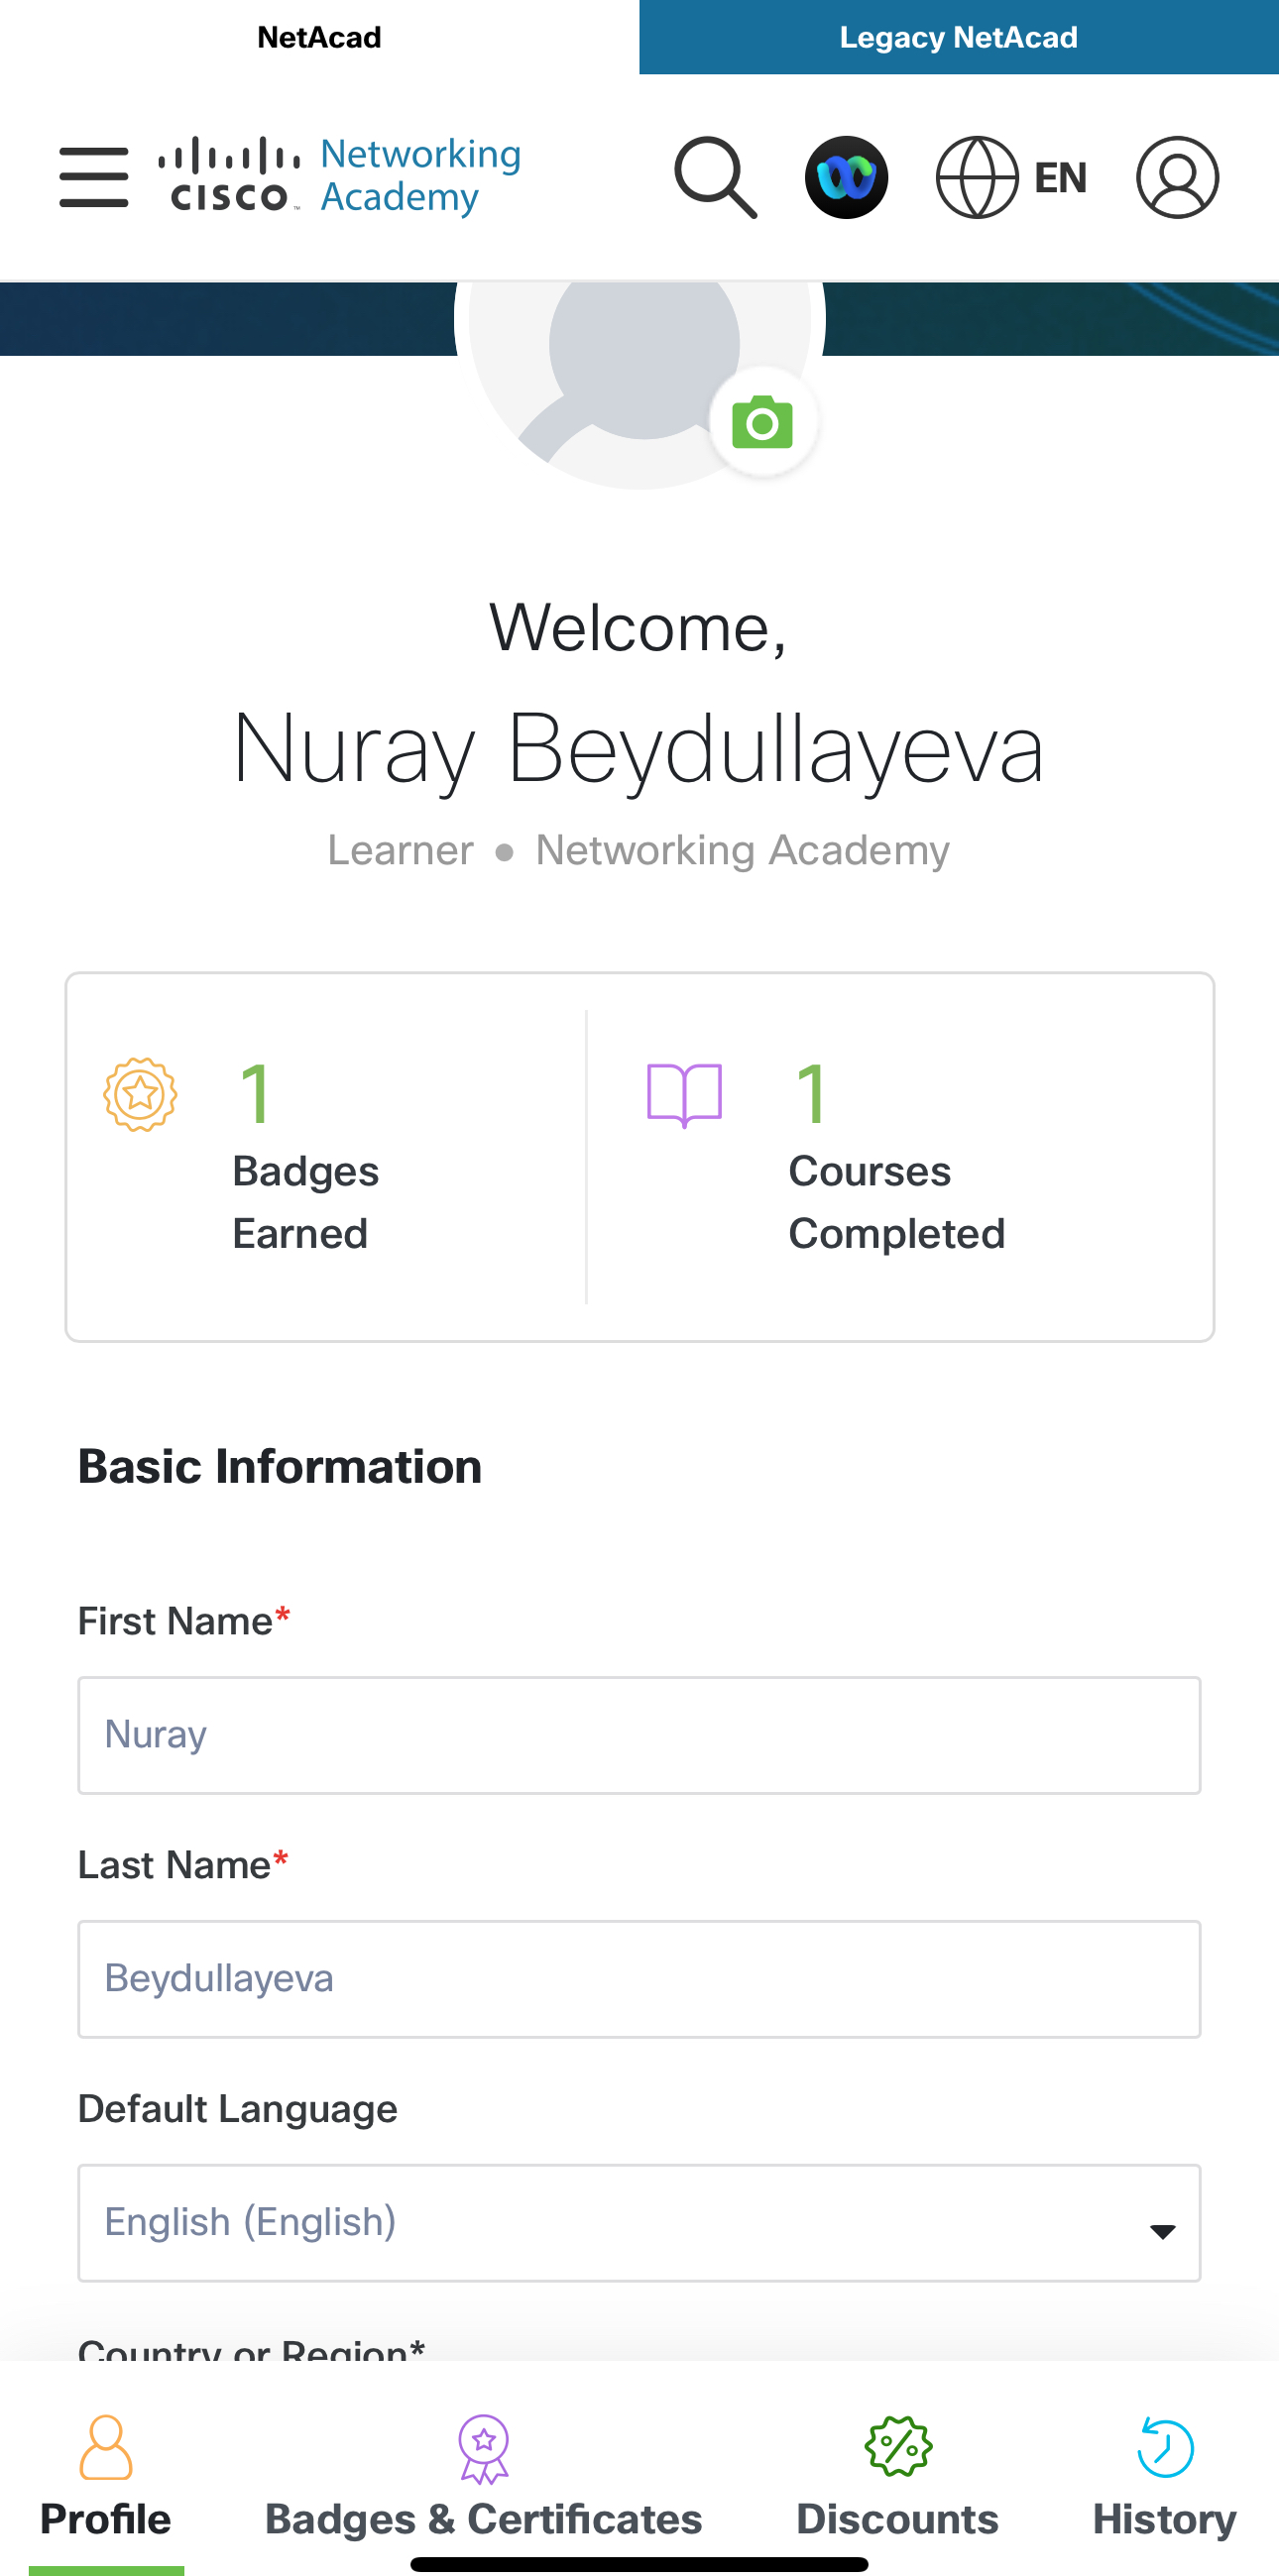 NetAcad
Legacy NetAcad
CISCO™
Networking
Academy
EN
Welcome,
Nuray Beydullayeva
Learner ● Networking Academy
1
Badges
Earned
1
Courses
Completed
Basic Information
First Name*
Nuray
Last Name*
Beydullayeva
Default Language
English (English)
Country or Region*
Profile
Badges & Certificates
Discounts
History